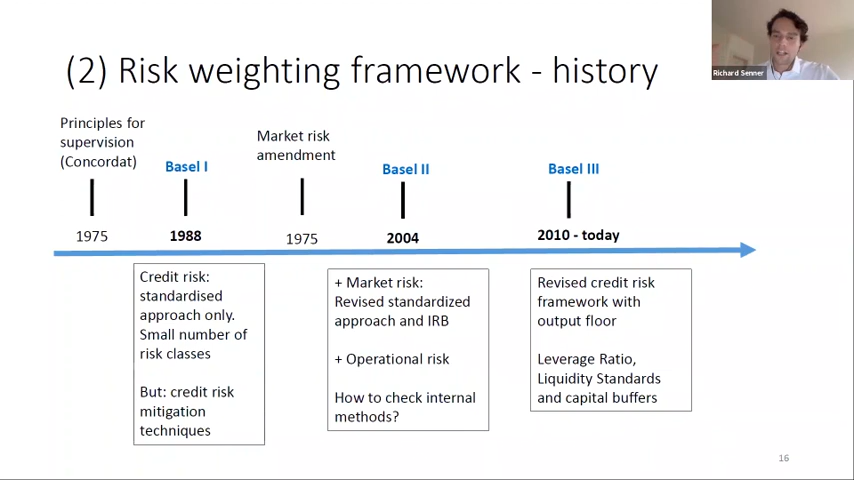 Richard Senner
(2) Risk weighting framework - history
Principles for
supervision
(Concordat)
Basel I
Market risk
amendment
Basel II
Basel III
1975
1988
1975
2004
2010 - today
Credit risk:
standardised
approach only.
Small number of
risk classes
But: credit risk
mitigation
techniques
+ Market risk:
Revised standardized
approach and IRB
+ Operational risk
How to check internal
methods?
Revised credit risk
framework with
output floor
Leverage Ratio,
Liquidity Standards
and capital buffers
16